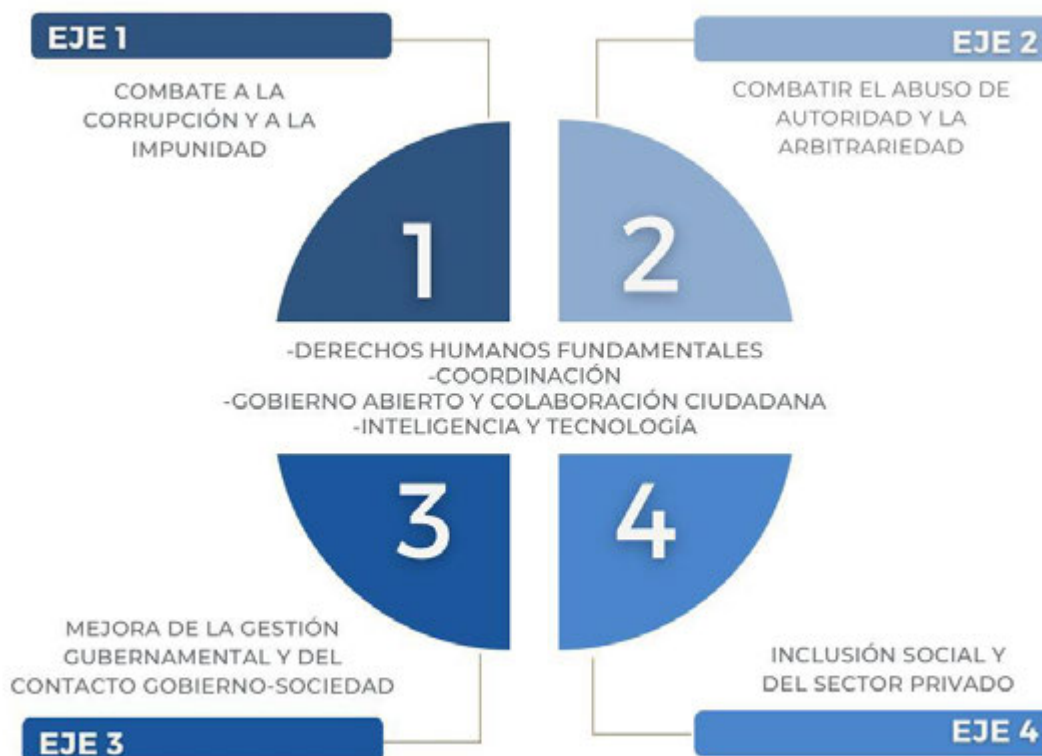 EJE 1
COMBATE A LA
CORRUPCIÓN Y A LA
IMPUNIDAD
EJE 2
COMBATIR EL ABUSO DE
AUTORIDAD Y LA
ARBITRARIEDAD
1
2
-DERECHOS HUMANOS FUNDAMENTALES
-COORDINACIÓN
-GOBIERNO ABIERTO Y COLABORACIÓN CIUDADANA
-INTELIGENCIA Y TECNOLOGÍA
3
4
MEJORA DE LA GESTIÓN
GUBERNAMENTAL Y DEL
CONTACTO GOBIERNO-SOCIEDAD
EJE 3
INCLUSIÓN SOCIAL Y
DEL SECTOR PRIVADO
EJE 4